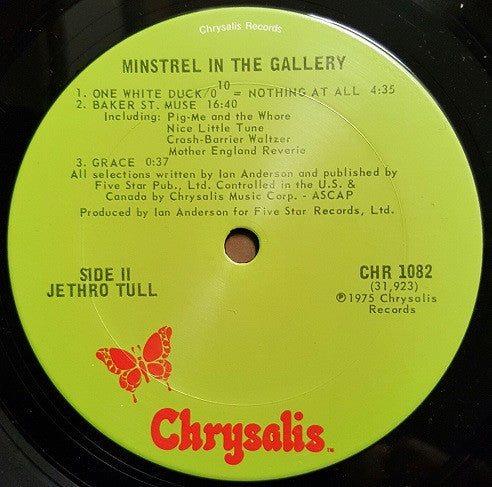 Chrysalis Records
MINSTREL IN THE GALLERY
1. ONE WHITE DUCK/0¹⁰ = NOTHING AT ALL 4:35
2. BAKER ST. MUSE 16:40
Including: Pig-Me and the Whore
Nice Little Tune
Crash-Barrier Waltzer
Mother England Reverie
3. GRACE 0:37
All selections written by Ian Anderson and published by
Five Star Pub., Ltd. Controlled in the U.S. &
Canada by Chrysalis Music Corp. - ASCAP
Produced by Ian Anderson for Five Star Records, Ltd.
SIDE II
JETHRO TULL
CHR 1082
(31,923)
℗1975 Chrysalis
Records
Chrysalis™